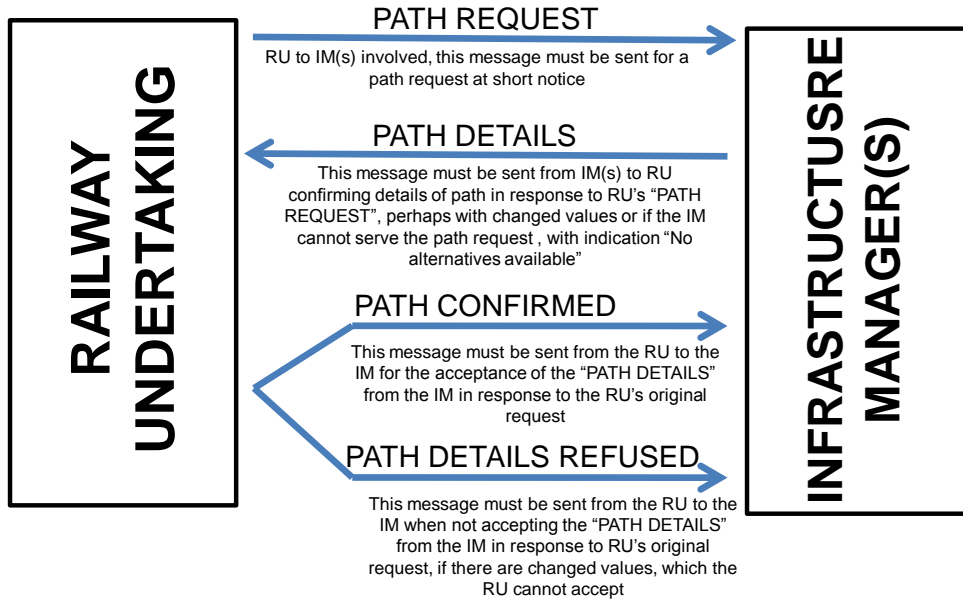 RAILWAY
UNDERTAKING
PATH REQUEST
RU to IM(s) involved, this message must be sent for a
path request at short notice
PATH DETAILS
This message must be sent from IM(s) to RU
confirming details of path in response to RU's “PATH
REQUEST”, perhaps with changed values or if the IM
cannot serve the path request , with indication “No
alternatives available”
PATH CONFIRMED
This message must be sent from the RU to the
IM for the acceptance of the “PATH DETAILS”
from the IM in response to the RU's original
request
PATH DETAILS REFUSED
This message must be sent from the RU to the
IM when not accepting the “PATH DETAILS”
from the IM in response to RU's original
request, if there are changed values, which the
RU cannot accept
INFRASTRUCTUSRE
MANAGER(S)